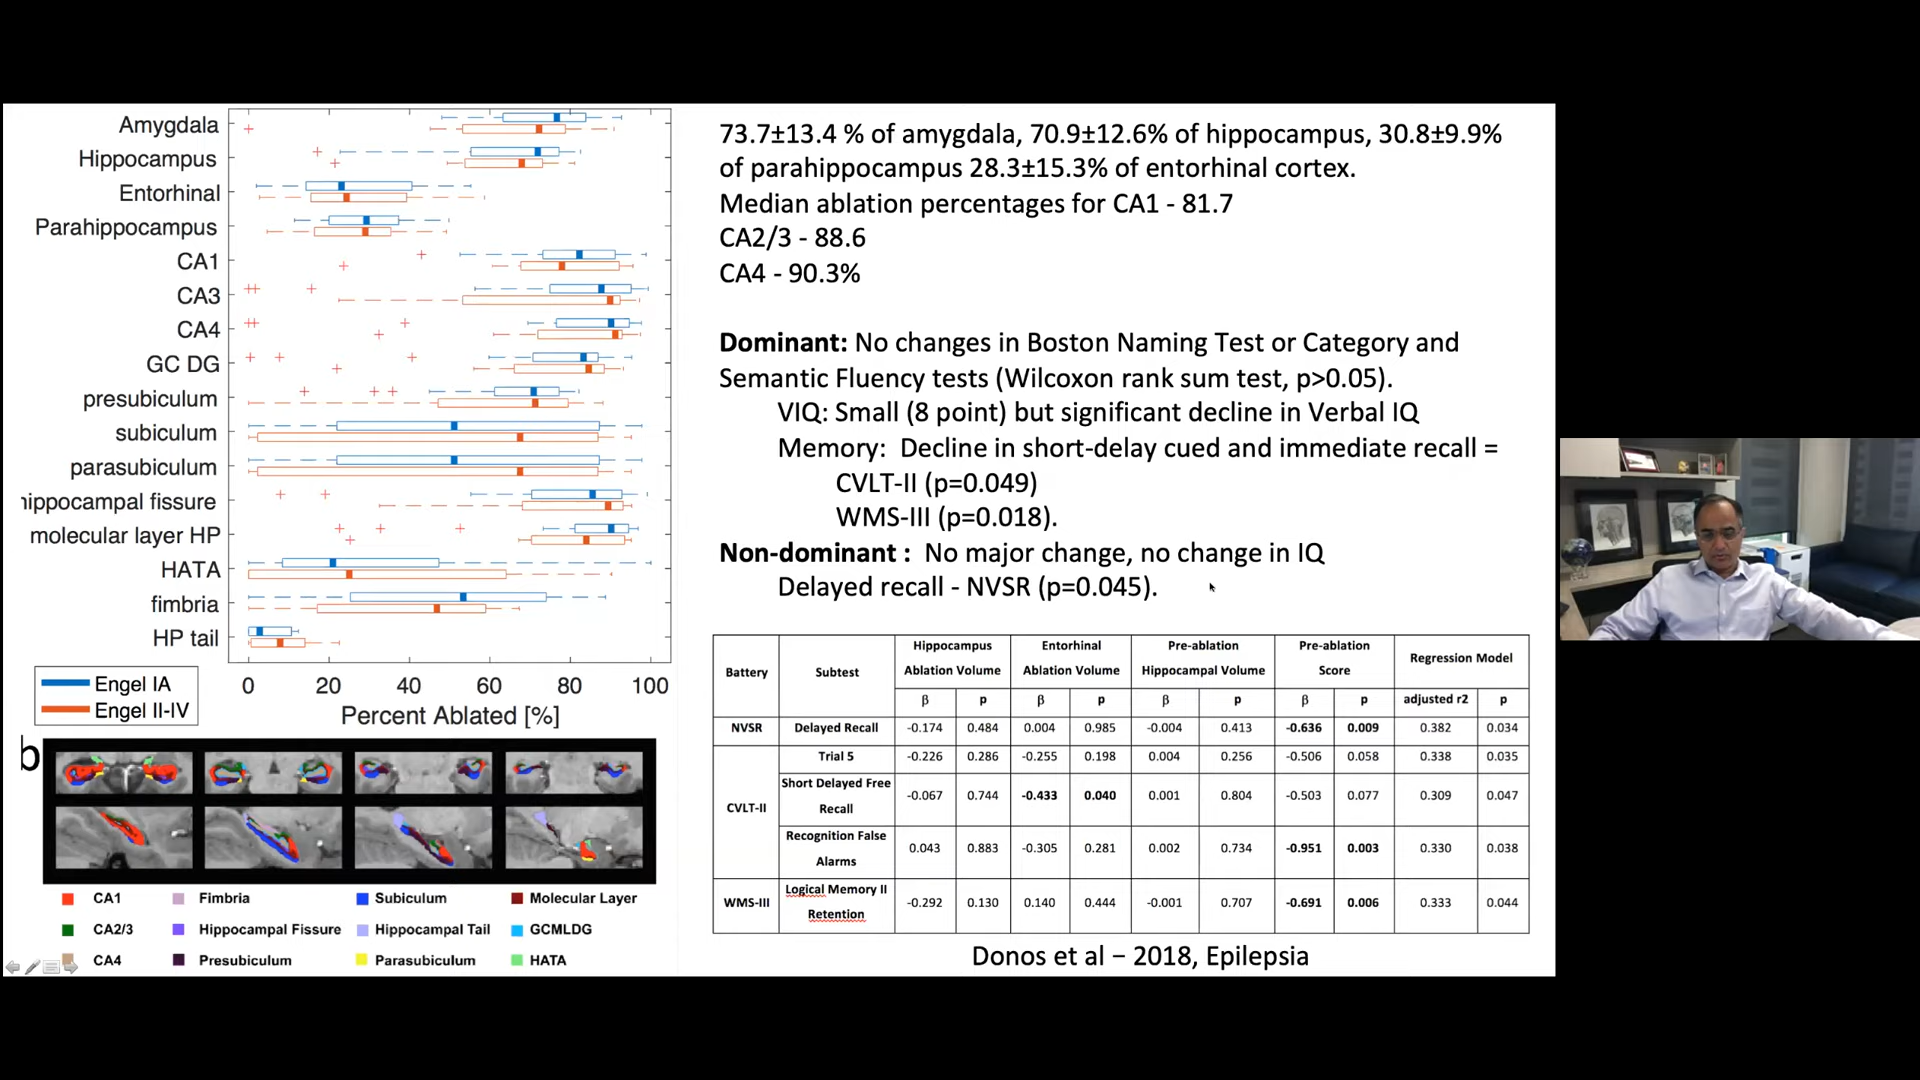 Amygdala
Hippocampus
Entorhinal
Parahippocampus
CA1
CA3
CA4
GC DG
presubiculum
subiculum
parasubiculum
hippocampal fissure
molecular layer HP
HATA
fimbria
HP tail
Engel IA
Engel II-IV
0 20 40 60 80 100
Percent Ablated [%]
b
CA1 Fimbria Subiculum Molecular Layer
CA2/3 Hippocampal Fissure Hippocampal Tail GCMLDG
CA4 Presubiculum Parasubiculum HATA
73.7±13.4 % of amygdala, 70.9±12.6% of hippocampus, 30.8±9.9%
of parahippocampus 28.3±15.3% of entorhinal cortex.
Median ablation percentages for CA1 - 81.7
CA2/3 - 88.6
CA4 - 90.3%
Dominant: No changes in Boston Naming Test or Category and
Semantic Fluency tests (Wilcoxon rank sum test, p>0.05).
VIQ: Small (8 point) but significant decline in Verbal IQ
Memory: Decline in short-delay cued and immediate recall =
CVLT-II (p=0.049)
WMS-III (p=0.018).
Non-dominant : No major change, no change in IQ
Delayed recall - NVSR (p=0.045).
Battery Subtest Hippocampus Ablation Volume Entorhinal Ablation Volume Pre-ablation Hippocampal Volume Pre-ablation Score Regression Model
β p β p β p β p adjusted r2 p
NVSR Delayed Recall -0.174 0.484 0.004 0.985 -0.004 0.413 -0.636 0.009 0.382 0.034
CVLT-II Trial 5 -0.226 0.286 -0.255 0.198 0.004 0.256 -0.506 0.058 0.338 0.035
Short Delayed Free Recall -0.067 0.744 -0.433 0.040 0.001 0.804 -0.503 0.077 0.309 0.047
Recognition False Alarms 0.043 0.883 -0.305 0.281 0.002 0.734 -0.951 0.003 0.330 0.038
WMS-III Logical Memory II Retention -0.292 0.130 0.140 0.444 -0.001 0.707 -0.691 0.006 0.333 0.044
Donos et al – 2018, Epilepsia